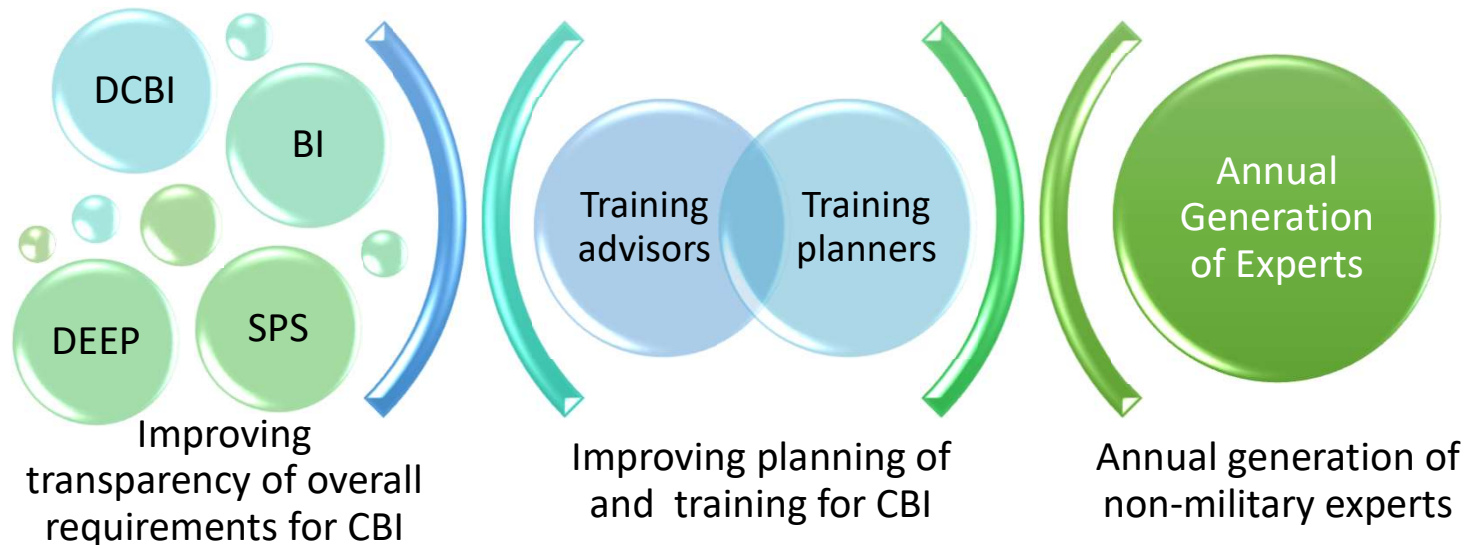 DCBI
BI
DEEP
SPS
Improving
transparency of overall
requirements for CBI
Training
advisors
Training
planners
Improving planning of
and training for CBI
Annual
Generation
of Experts
Annual generation of
non-military experts